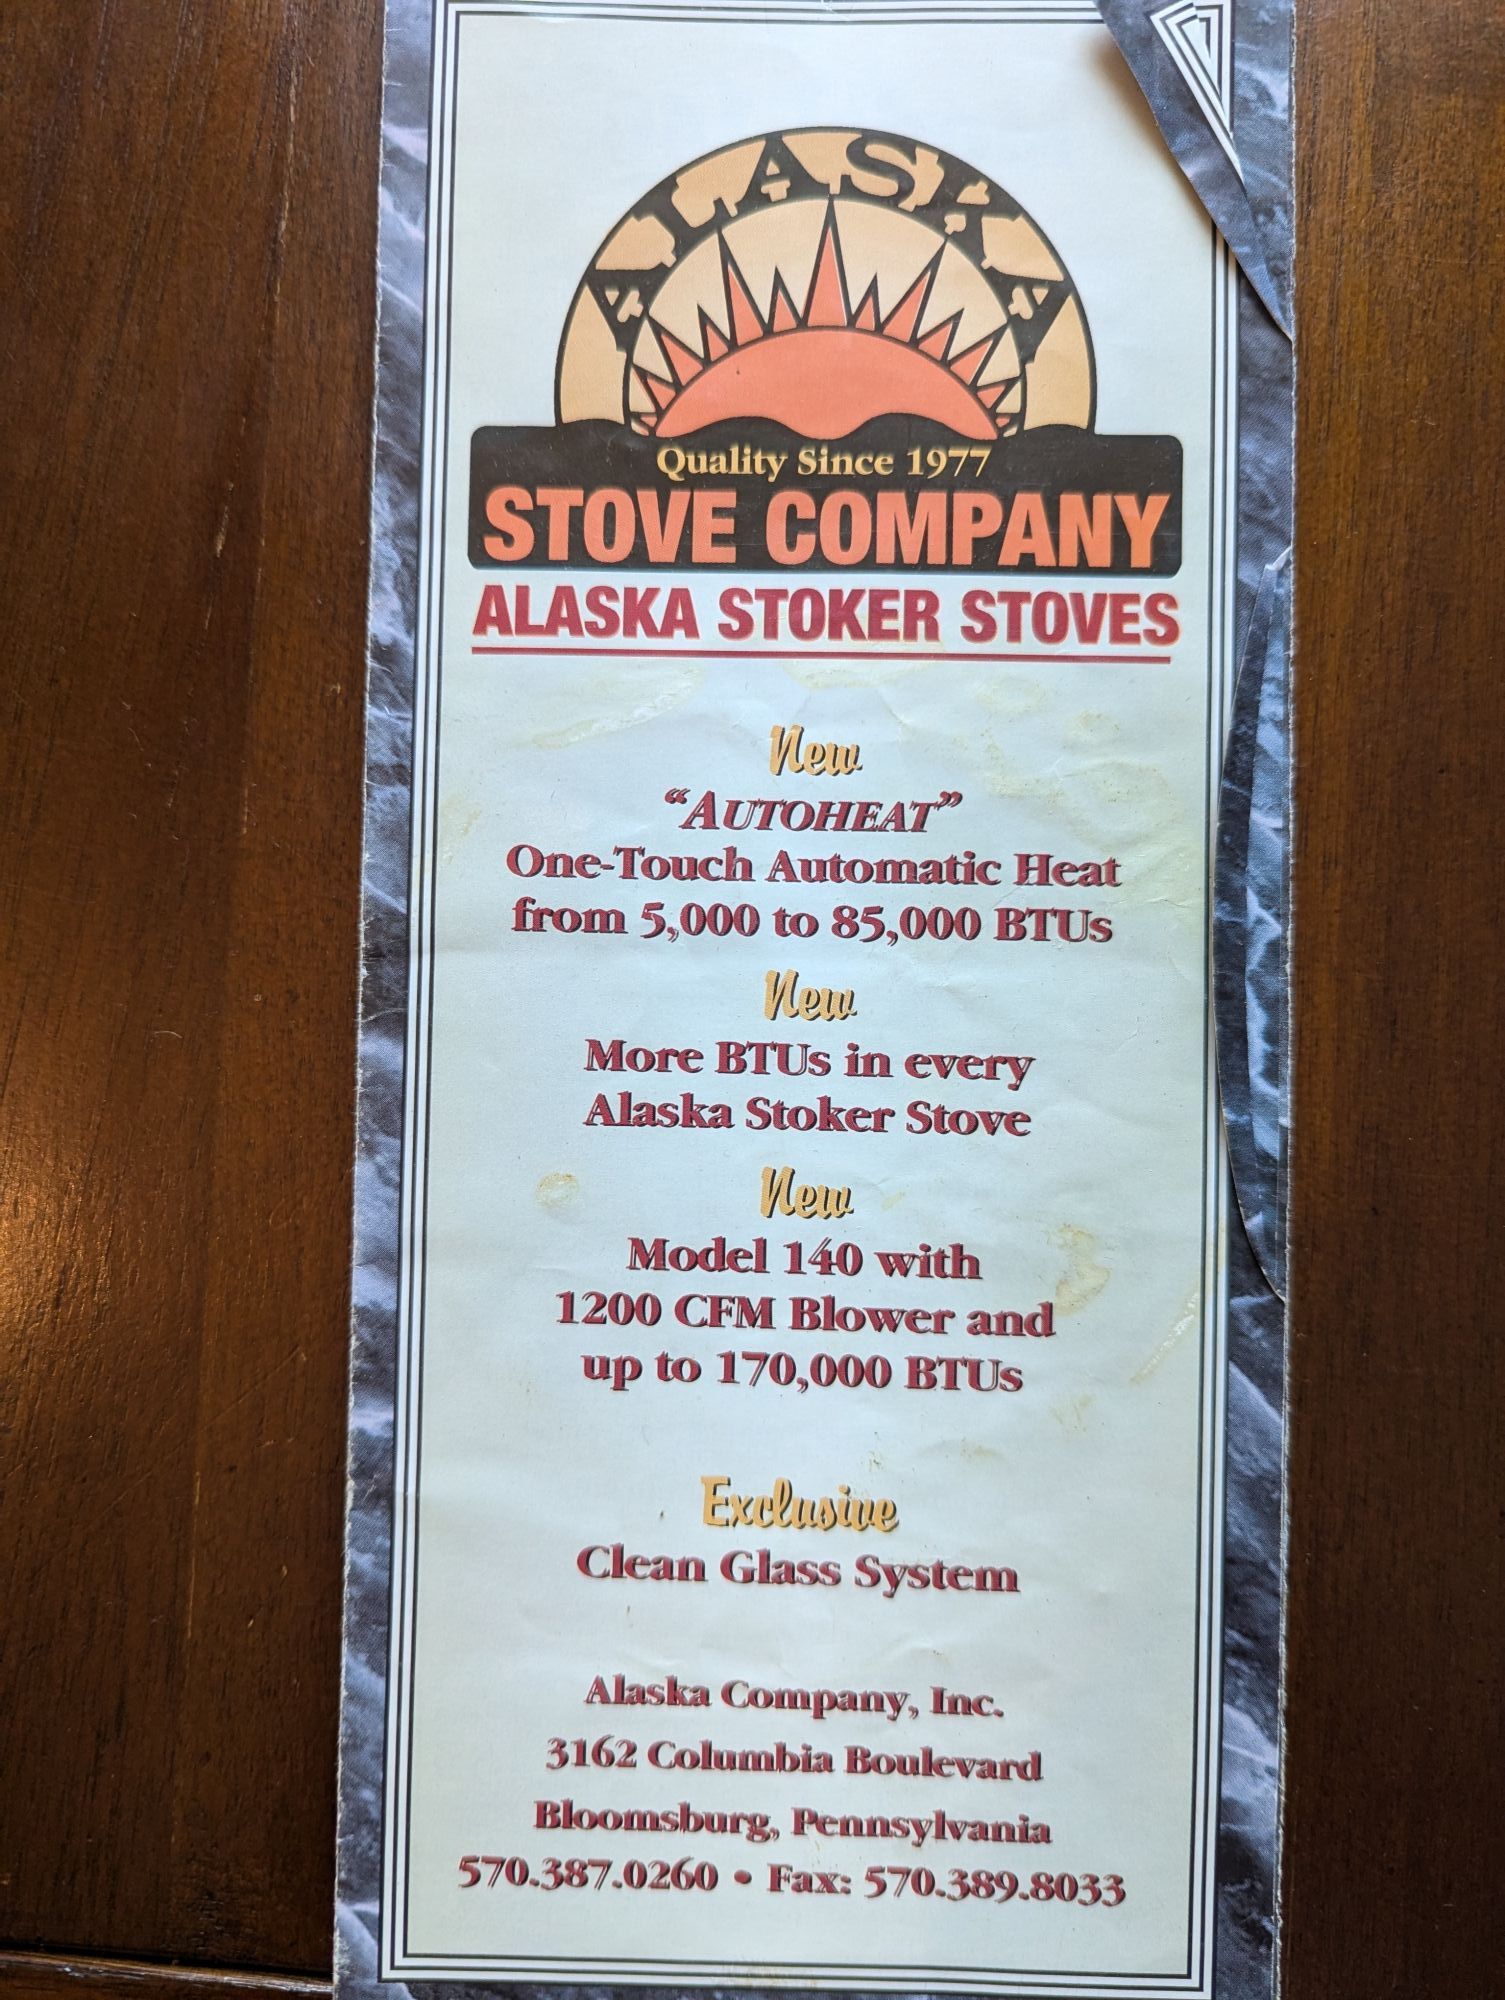 ALASKA
Quality Since 1977
STOVE COMPANY
ALASKA STOKER STOVES
New
“AUTOHEAT”
One-Touch Automatic Heat
from 5,000 to 85,000 BTUs
New
More BTUs in every
Alaska Stoker Stove
New
Model 140 with
1200 CFM Blower and
up to 170,000 BTUs
Exclusive
Clean Glass System
Alaska Company, Inc.
3162 Columbia Boulevard
Bloomsburg, Pennsylvania
570.387.0260 • Fax: 570.389.8033